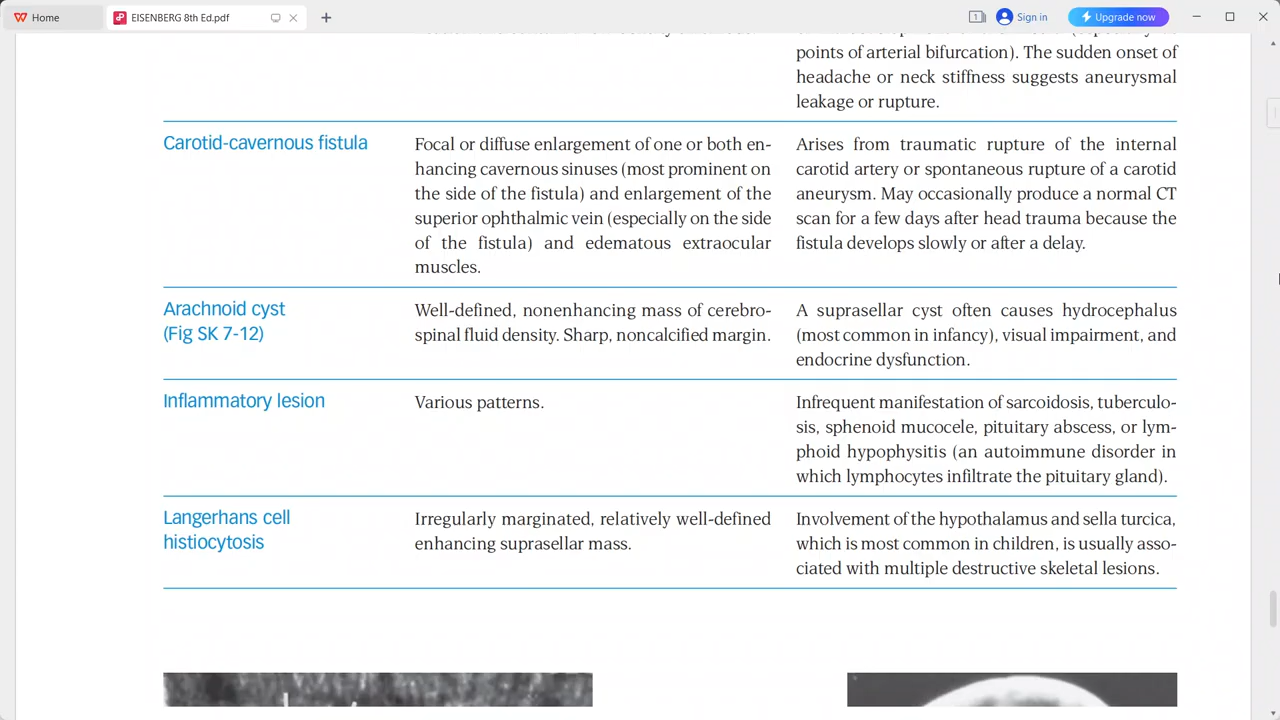 Home
EISENBERG 8th Ed.pdf
1
Sign in
Upgrade now
points of arterial bifurcation). The sudden onset of
headache or neck stiffness suggests aneurysmal
leakage or rupture.
Carotid-cavernous fistula
Focal or diffuse enlargement of one or both en-
hancing cavernous sinuses (most prominent on
the side of the fistula) and enlargement of the
superior ophthalmic vein (especially on the side
of the fistula) and edematous extraocular
muscles.
Arises from traumatic rupture of the internal
carotid artery or spontaneous rupture of a carotid
aneurysm. May occasionally produce a normal CT
scan for a few days after head trauma because the
fistula develops slowly or after a delay.
Arachnoid cyst
(Fig SK 7-12)
Well-defined, nonenhancing mass of cerebro-
spinal fluid density. Sharp, noncalcified margin.
A suprasellar cyst often causes hydrocephalus
(most common in infancy), visual impairment, and
endocrine dysfunction.
Inflammatory lesion
Various patterns.
Infrequent manifestation of sarcoidosis, tuberculo-
sis, sphenoid mucocele, pituitary abscess, or lym-
phoid hypophysitis (an autoimmune disorder in
which lymphocytes infiltrate the pituitary gland).
Langerhans cell
histiocytosis
Irregularly marginated, relatively well-defined
enhancing suprasellar mass.
Involvement of the hypothalamus and sella turcica,
which is most common in children, is usually asso-
ciated with multiple destructive skeletal lesions.